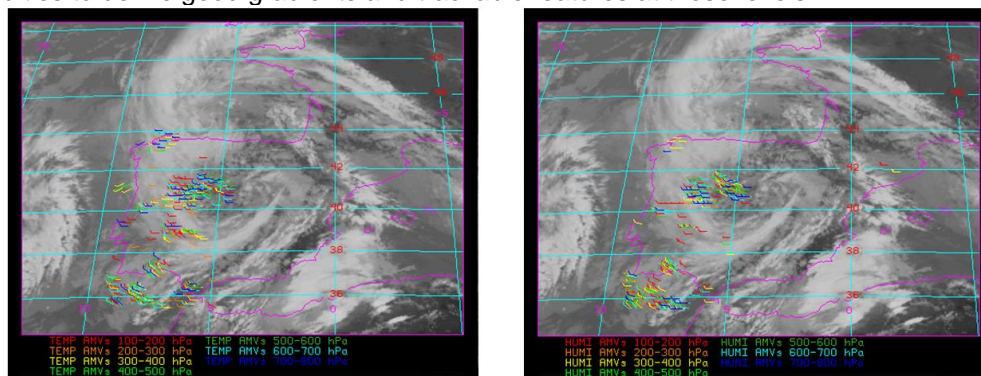 42
40
38
36
0
42
40
38
36
0
TEMP AMVs 100-200 hPa TEMP AMVs 500-600 hPa
TEMP AMVs 200-300 hPa TEMP AMVs 600-700 hPa
TEMP AMVs 300-400 hPa TEMP AMVs 700-800 hPa
TEMP AMVs 400-500 hPa
HUMI AMVs 100-200 hPa HUMI AMVs 500-600 hPa
HUMI AMVs 200-300 hPa HUMI AMVs 600-700 hPa
HUMI AMVs 300-400 hPa HUMI AMVs 700-800 hPa
HUMI AMVs 400-500 hPa